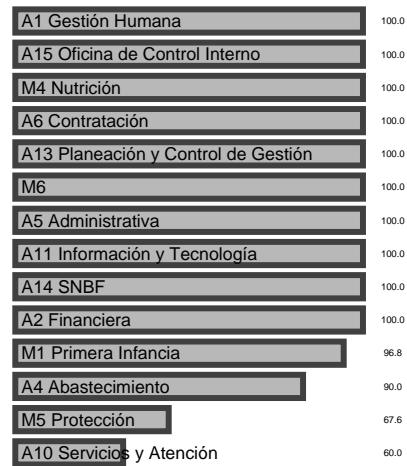 A1 Gestión Humana 100.0
A15 Oficina de Control Interno 100.0
M4 Nutrición 100.0
A6 Contratación 100.0
A13 Planeación y Control de Gestión 100.0
M6 100.0
A5 Administrativa 100.0
A11 Información y Tecnología 100.0
A14 SNBF 100.0
A2 Financiera 100.0
M1 Primera Infancia 96.8
A4 Abastecimiento 90.0
M5 Protección 67.6
A10 Servicios y Atención 60.0